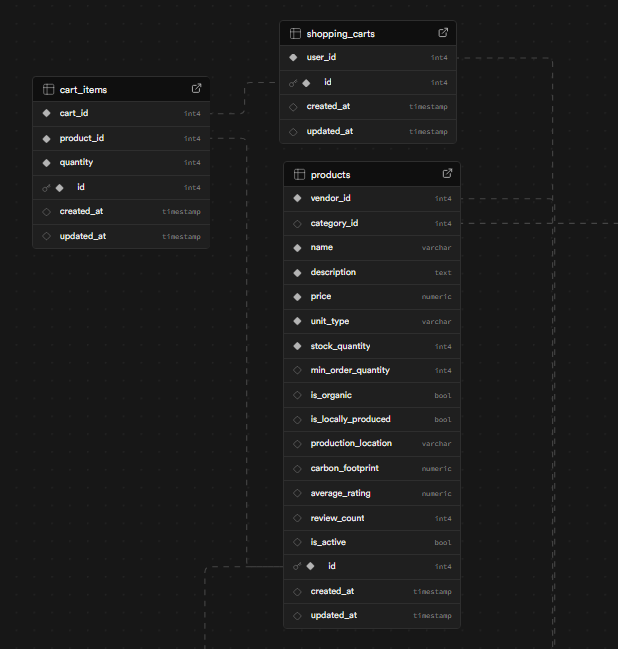 shopping_carts
user_id int4
id int4
created_at timestamp
updated_at timestamp
cart_items
cart_id int4
product_id int4
quantity int4
id int4
created_at timestamp
updated_at timestamp
products
vendor_id int4
category_id int4
name varchar
description text
price numeric
unit_type varchar
stock_quantity int4
min_order_quantity int4
is_organic bool
is_locally_produced bool
production_location varchar
carbon_footprint numeric
average_rating numeric
review_count int4
is_active bool
id int4
created_at timestamp
updated_at timestamp